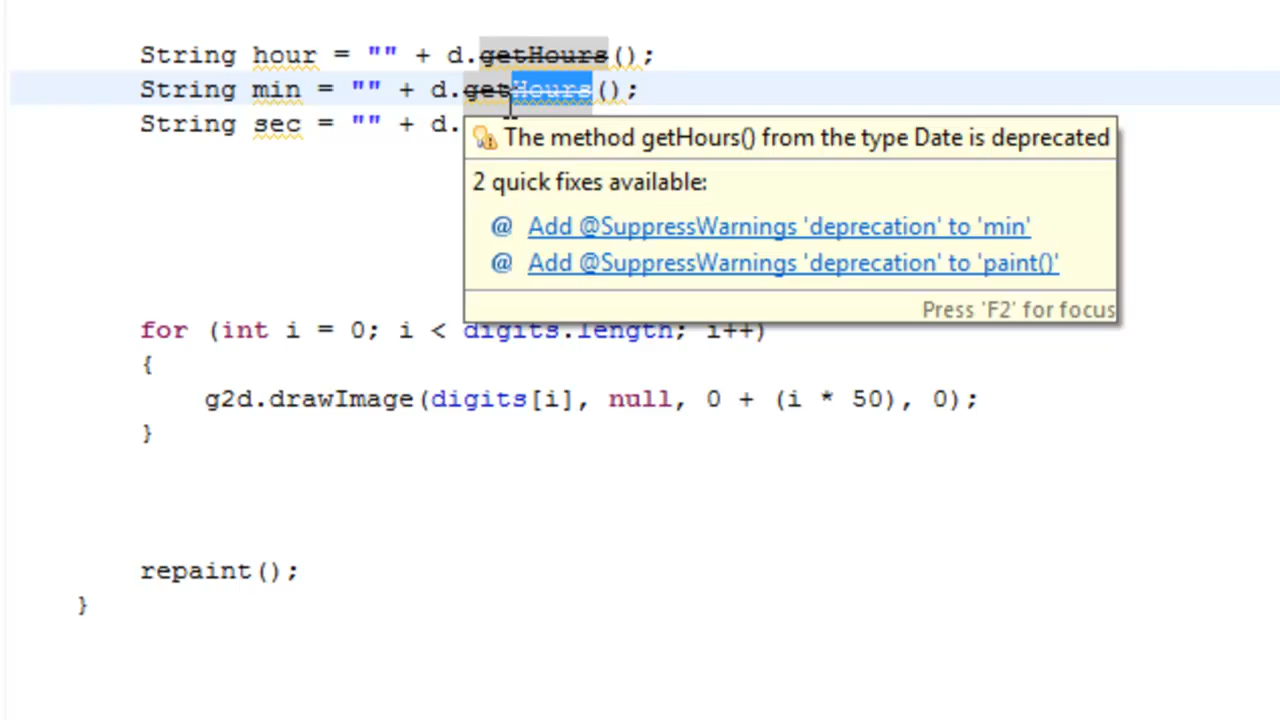 String hour = "" + d.getHours();
String min = "" + d.getHours();
String sec = "" + d.
The method getHours() from the type Date is deprecated
2 quick fixes available:
@ Add @SuppressWarnings 'deprecation' to 'min'
@ Add @SuppressWarnings 'deprecation' to 'paint()'
Press 'F2' for focus
for (int i = 0; i < digits.length; i++)
{
g2d.drawImage(digits[i], null, 0 + (i * 50), 0);
}
repaint();
}